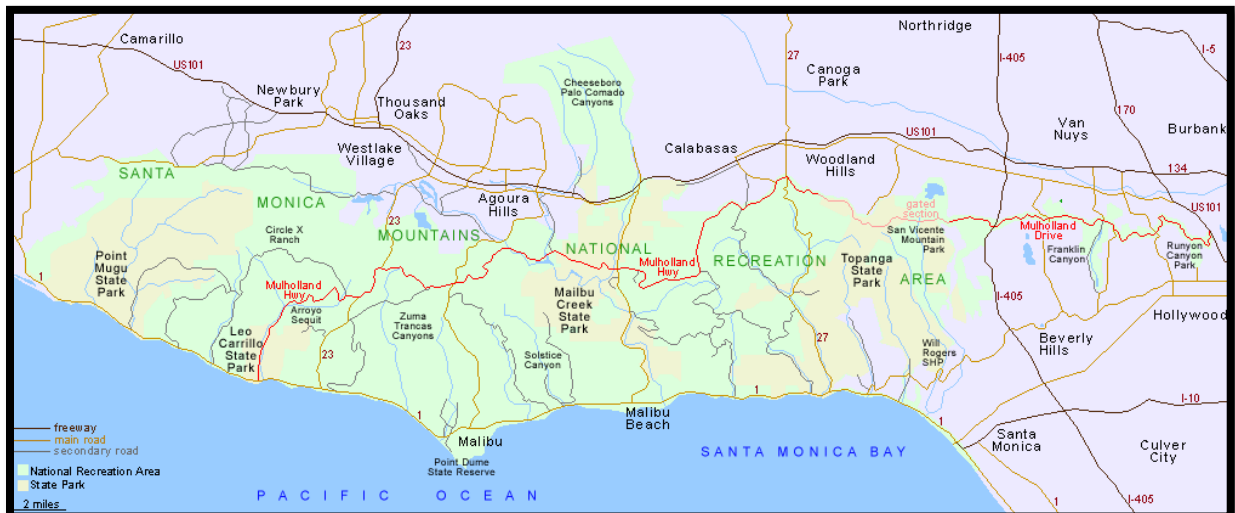 Northridge
Camarillo
23
27
I-405
I-5
US101
Canoga
Park
Cheeseboro
Palo Comado
Canyons
Newbury
Park
Thousand
Oaks
170
Van
Nuys
Burbank
US101
Westlake
Village
Calabasas
Woodland
Hills
134
SANTA
Agoura
Hills
MONICA
gated
section
US101
23
MOUNTAINS
Circle X
Ranch
NATIONAL
San Vicente
Mountain
Park
Mulholland
Drive
Franklin
Canyon
Runyon
Canyon
Park
Point
Mugu
State
Park
1
Mulholland
Hwy
Mulholland
Hwy
RECREATION
Topanga
State
Park
AREA
I-405
Mailbu
Creek
State
Park
Arroyo
Sequit
Zuma
Trancas
Canyons
Leo
Carrillo
State
Park
Hollywood
Beverly
Hills
23
27
Will
Rogers
SHP
Solstice
Canyon
1
1
I-10
Malibu
Beach
1
Santa
Monica
Malibu
Culver
City
SANTA MONICA BAY
Point Dume
State Reserve
freeway
main road
secondary road
National Recreation Area
State Park
PACIFIC OCEAN
2 miles
1
I-405